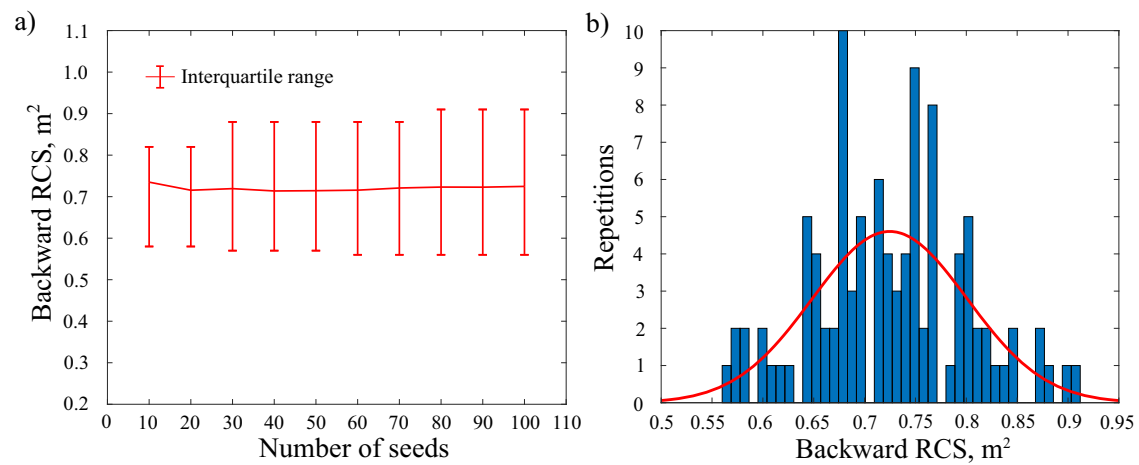 a)
1.1
1.0
0.9
0.8
0.7
0.6
0.5
0.4
0.3
0.2
Backward RCS, m²
Interquartile range
10 20 30 40 50 60 70 80 90 100 110
Number of seeds
b)
10
9
8
7
6
5
4
3
2
1
0
Repetitions
0.5 0.55 0.6 0.65 0.7 0.75 0.8 0.85 0.9 0.95
Backward RCS, m²